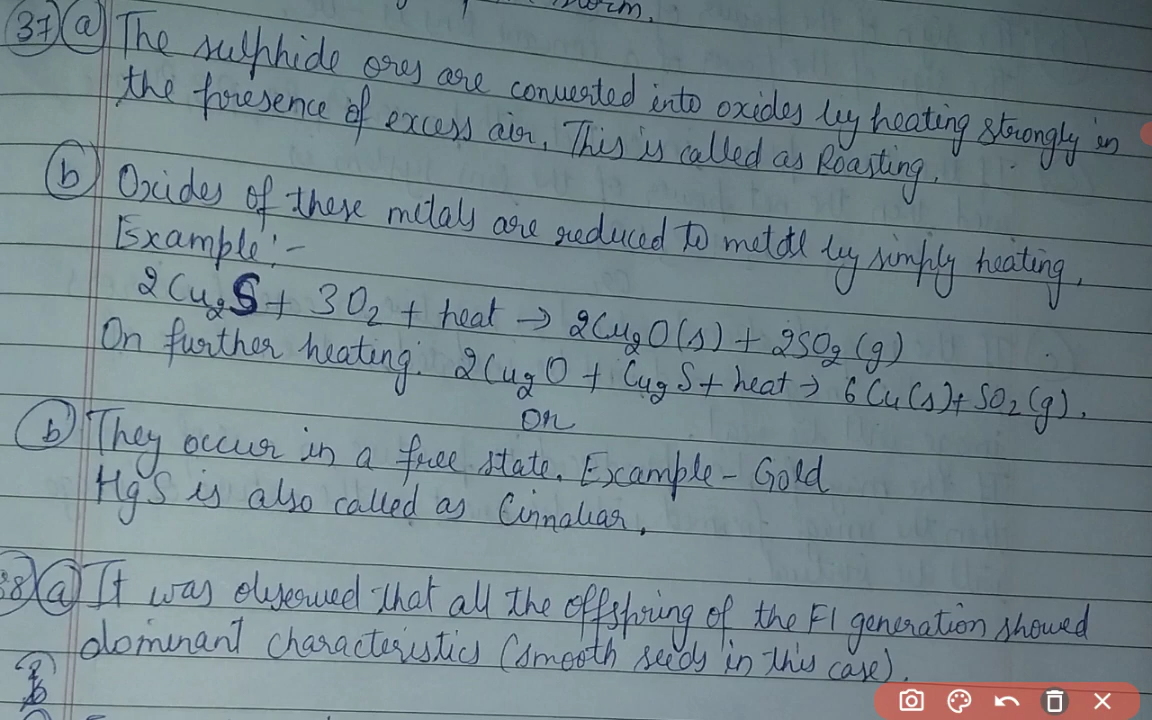 37) (a) The sulphide ores are converted into oxides by heating strongly in
the presence of excess air. This is called as Roasting.
(b) Oxides of these metals are reduced to metal by simply heating.
Example:-
2Cu₂S + 3O₂ + heat → 2Cu₂O(s) + 2SO₂(g)
On further heating. 2Cu₂O + Cu₂S + heat → 6Cu(s) + SO₂(g).
OR
(b) They occur in a free state. Example - Gold
HgS is also called as Cinnabar.
(a) It was observed that all the offspring of the F1 generation showed
dominant characteristics (smooth seeds in this case).